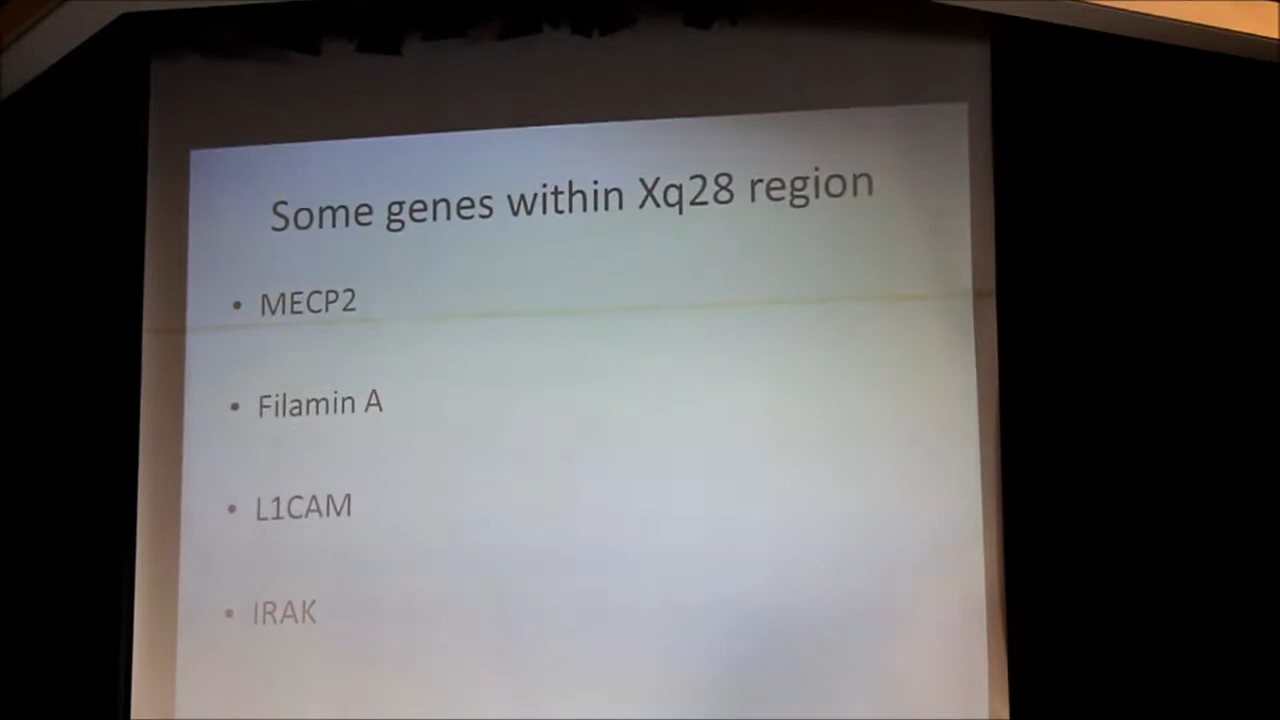 Some genes within Xq28 region
• MECP2
• Filamin A
• L1CAM
• IRAK